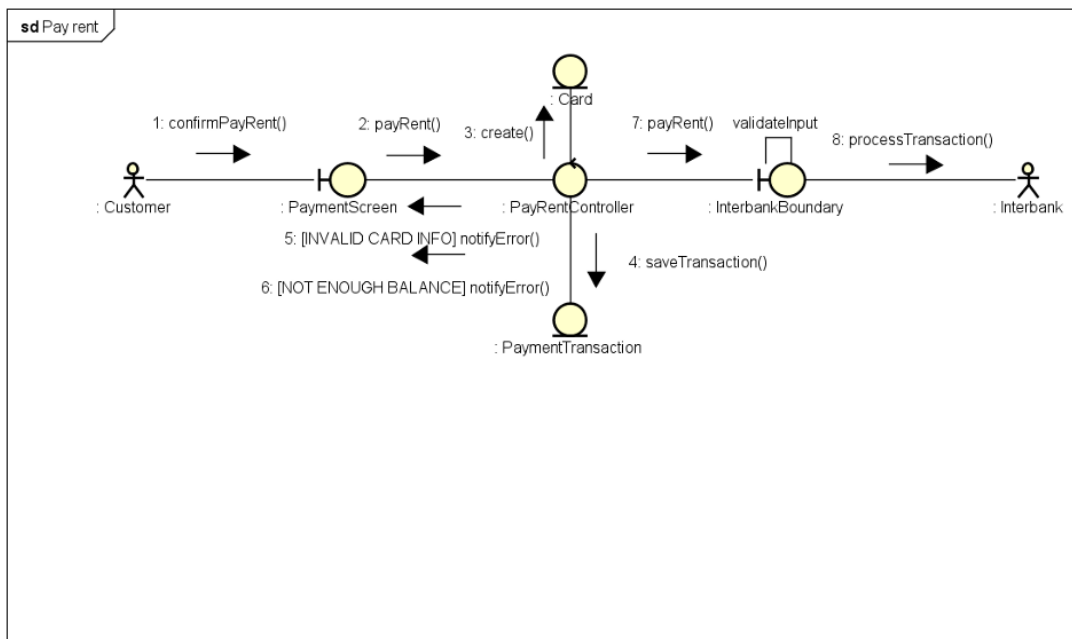 sd Pay rent
: Card
1: confirmPayRent()
2: payRent()
3: create()
7: payRent()
validateInput
8: processTransaction()
: Customer
: PaymentScreen
: PayRentController
: InterbankBoundary
: Interbank
5: [INVALID CARD INFO] notifyError()
4: saveTransaction()
6: [NOT ENOUGH BALANCE] notifyError()
: PaymentTransaction